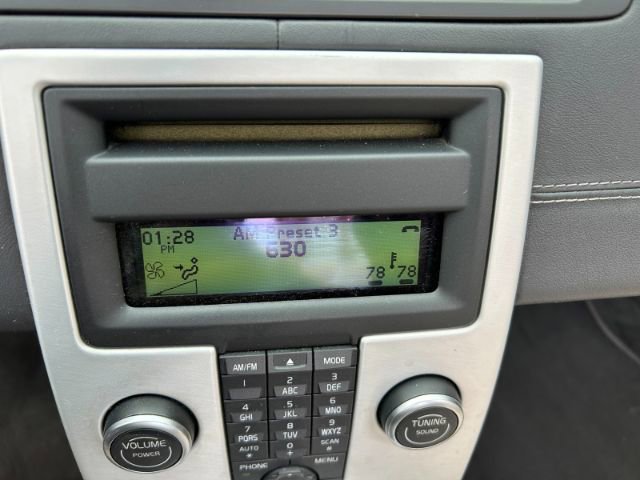 01:28 AM Preset 3
PM 630
78 78
AM/FM MODE
1 2 ABC 3 DEF
4 GHI 5 JKL 6 MNO
7 PQRS 8 TUV 9 WXYZ
AUTO * 0 + SCAN #
PHONE MENU
VOLUME
POWER
TUNING
SOUND